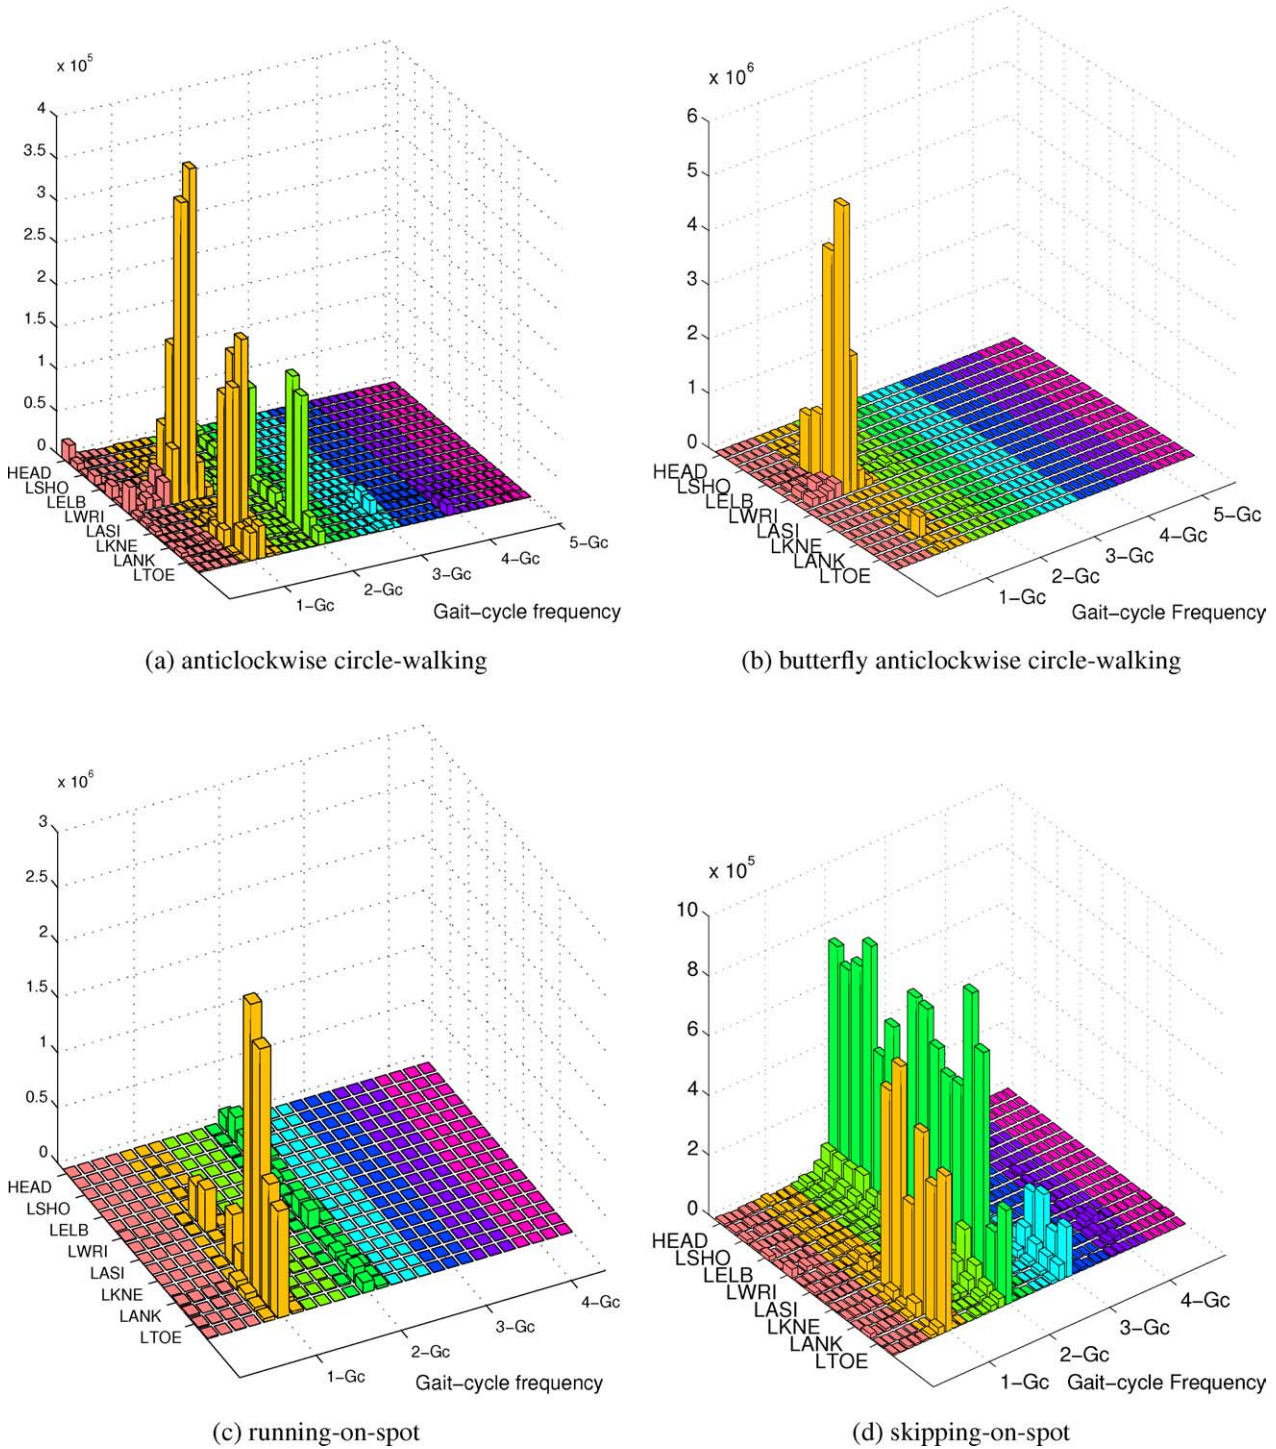 x 10^5
4
3.5
3
2.5
2
1.5
1
0.5
0
HEAD
LSHO
LELB
LWRI
LASI
LKNE
LANK
LTOE
1-Gc
2-Gc
3-Gc
4-Gc
5-Gc
Gait-cycle frequency
(a) anticlockwise circle-walking
x 10^6
6
5
4
3
2
1
0
HEAD
LSHO
LELB
LWRI
LASI
LKNE
LANK
LTOE
1-Gc
2-Gc
3-Gc
4-Gc
5-Gc
Gait-cycle Frequency
(b) butterfly anticlockwise circle-walking
x 10^6
3
2.5
2
1.5
1
0.5
0
HEAD
LSHO
LELB
LWRI
LASI
LKNE
LANK
LTOE
1-Gc
2-Gc
3-Gc
4-Gc
Gait-cycle frequency
(c) running-on-spot
x 10^5
10
8
6
4
2
0
HEAD
LSHO
LELB
LWRI
LASI
LKNE
LANK
LTOE
1-Gc
2-Gc
3-Gc
4-Gc
Gait-cycle Frequency
(d) skipping-on-spot